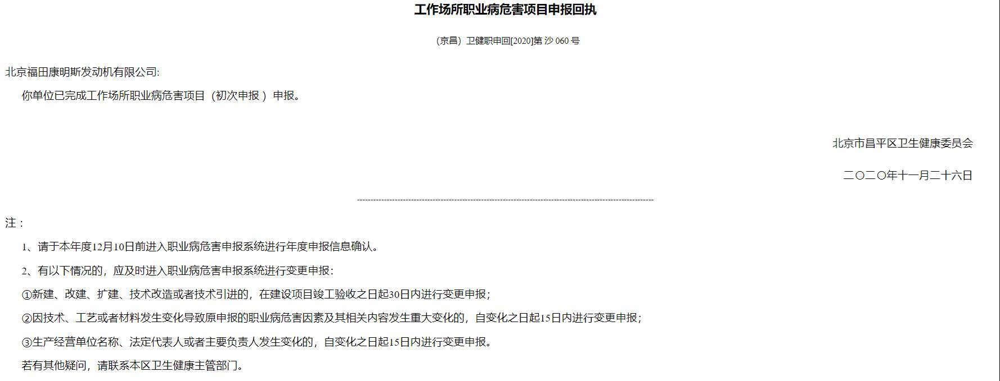 工作场所职业病危害项目申报回执
（京昌）卫健职申回[2020]第 沙 060 号
北京福田康明斯发动机有限公司:
你单位已完成工作场所职业病危害项目（初次申报 ）申报。
北京市昌平区卫生健康委员会
二〇二〇年十一月二十六日
--------------------------------------------------------------------------------------------------------------
注：
1、请于本年度12月10日前进入职业病危害申报系统进行年度申报信息确认。
2、有以下情况的，应及时进入职业病危害申报系统进行变更申报：
①新建、改建、扩建、技术改造或者技术引进的，在建设项目竣工验收之日起30日内进行变更申报；
②因技术、工艺或者材料发生变化导致原申报的职业病危害因素及其相关内容发生重大变化的，自变化之日起15日内进行变更申报；
③生产经营单位名称、法定代表人或者主要负责人发生变化的，自变化之日起15日内进行变更申报。
若有其他疑问，请联系本区卫生健康主管部门。